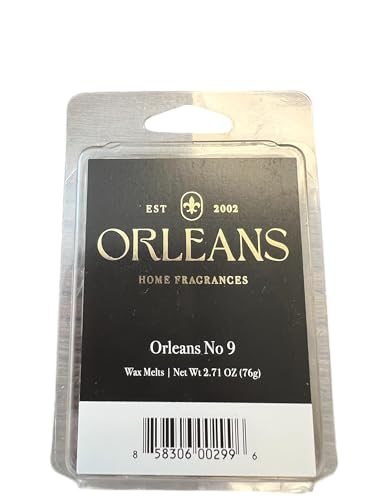 EST 2002
ORLEANS
HOME FRAGRANCES
Orleans No 9
Wax Melts | Net Wt 2.71 OZ (76g)
8 58306 00299 6